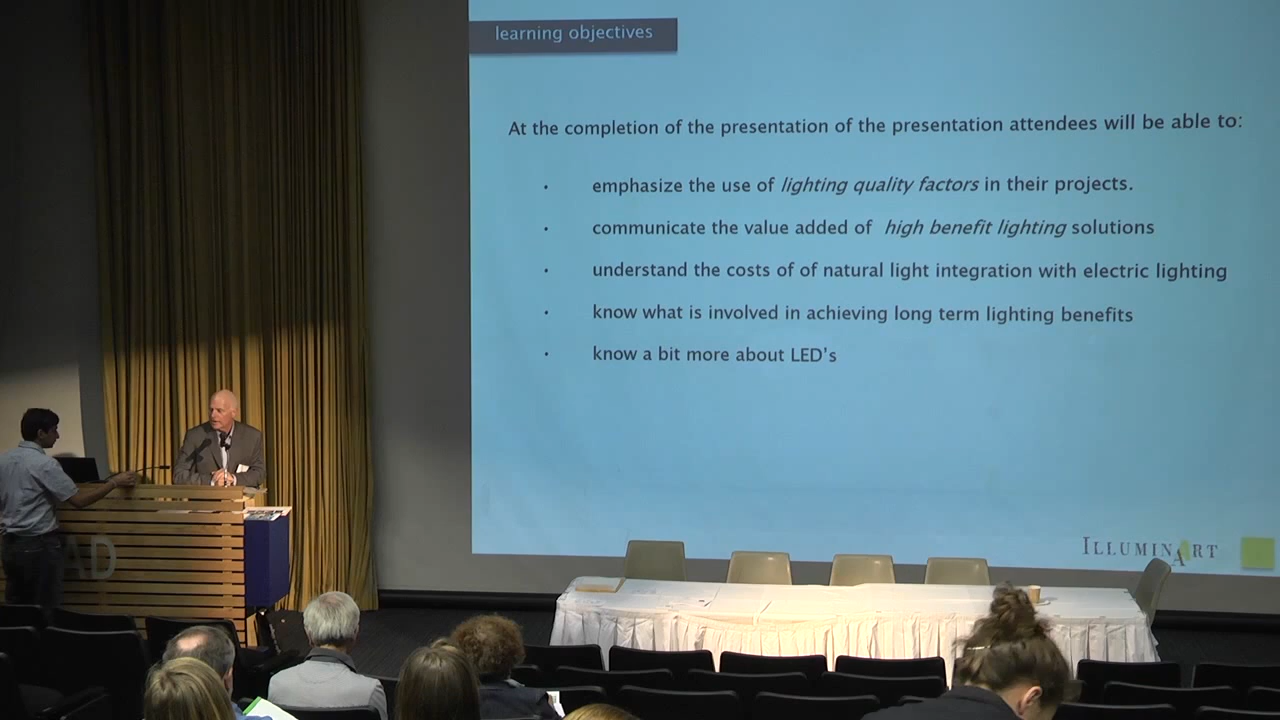 learning objectives
At the completion of the presentation of the presentation attendees will be able to:
· emphasize the use of lighting quality factors in their projects.
· communicate the value added of high benefit lighting solutions
· understand the costs of of natural light integration with electric lighting
· know what is involved in achieving long term lighting benefits
· know a bit more about LED's
ILLUMINART
AD